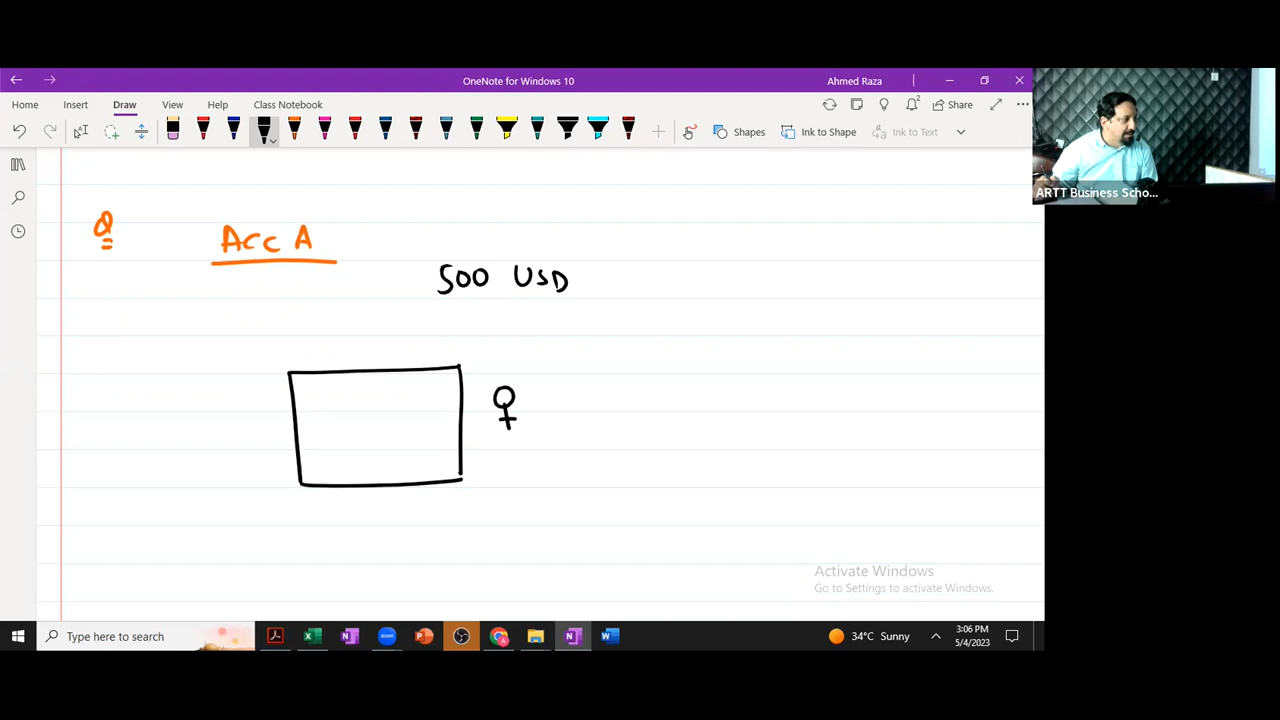 OneNote for Windows 10
Ahmed Raza
Home Insert Draw View Help Class Notebook
2 Share
Shapes Ink to Shape Ink to Text
ARTT Business Scho...
Q Acc A
500 USD
Activate Windows
Go to Settings to activate Windows.
Type here to search
34°C Sunny
3:06 PM
5/4/2023